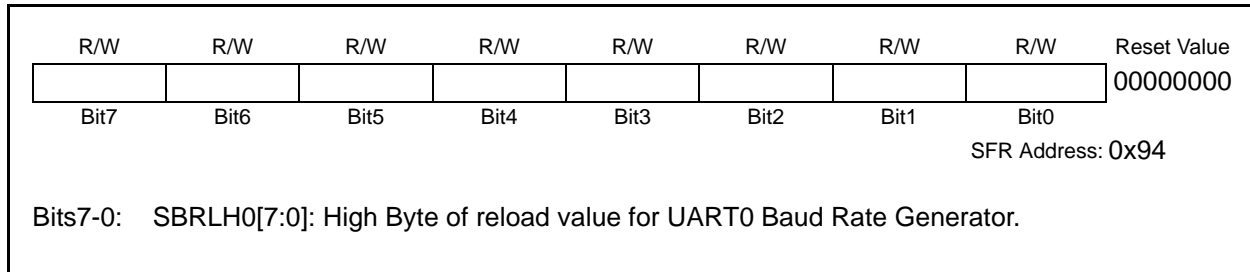 R/W R/W R/W R/W R/W R/W R/W R/W Reset Value
00000000
Bit7 Bit6 Bit5 Bit4 Bit3 Bit2 Bit1 Bit0
SFR Address: 0x94
Bits7-0: SBRLH0[7:0]: High Byte of reload value for UART0 Baud Rate Generator.